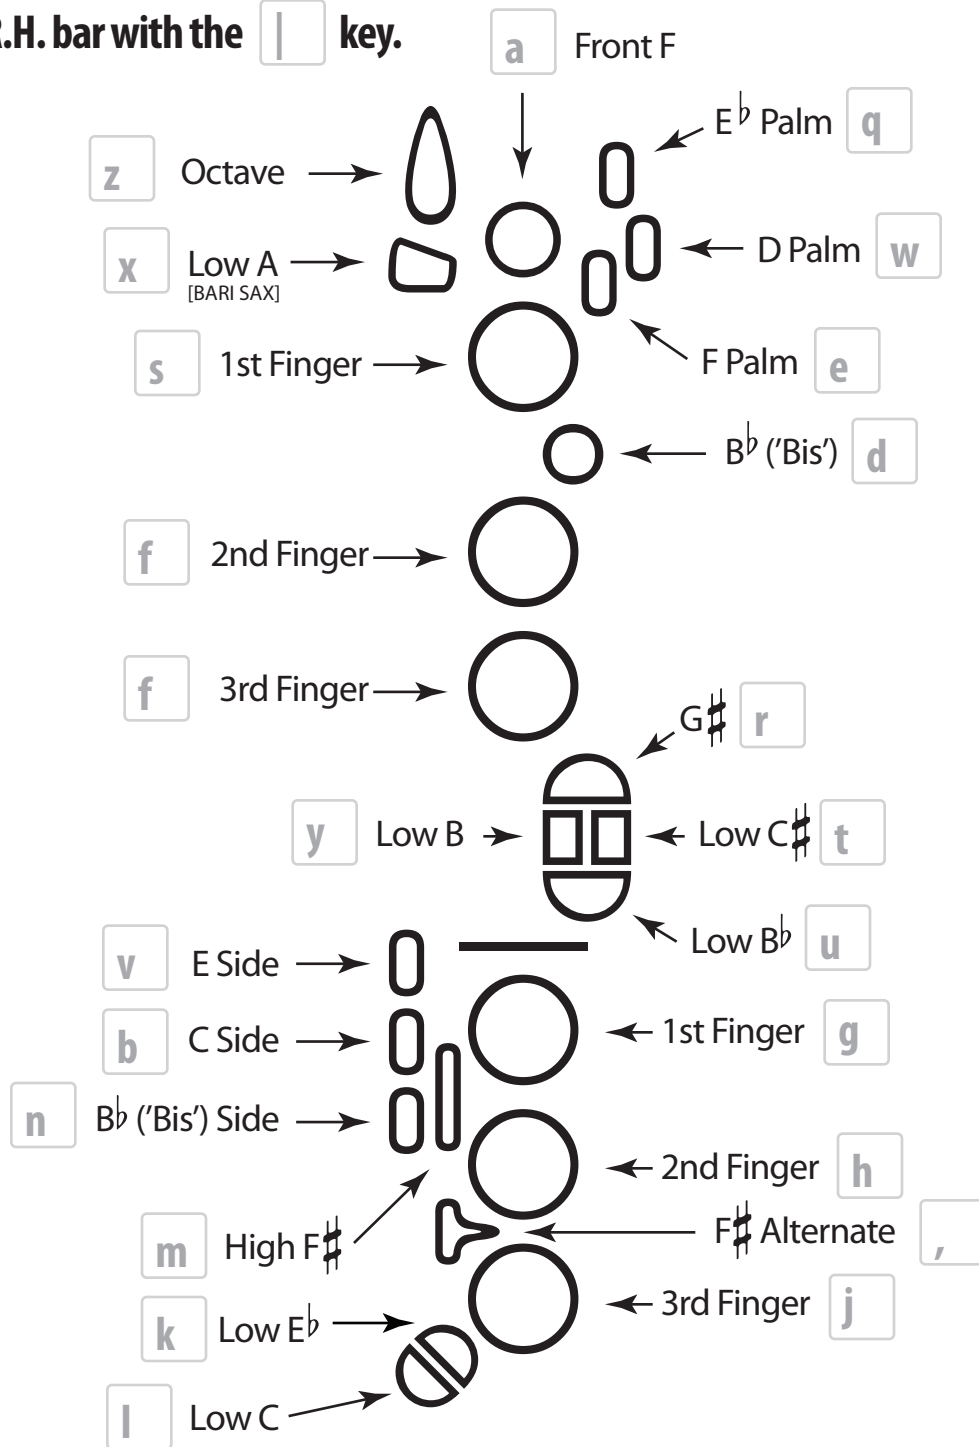 R.H. bar with the | key.
a Front F
E♭ Palm q
z Octave
D Palm w
x Low A
[BARI SAX]
F Palm e
s 1st Finger
B♭ ('Bis') d
f 2nd Finger
f 3rd Finger
G♯ r
y Low B
Low C♯ t
Low B♭ u
v E Side
1st Finger g
b C Side
n B♭ ('Bis') Side
2nd Finger h
m High F♯
F♯ Alternate ,
3rd Finger j
k Low E♭
l Low C